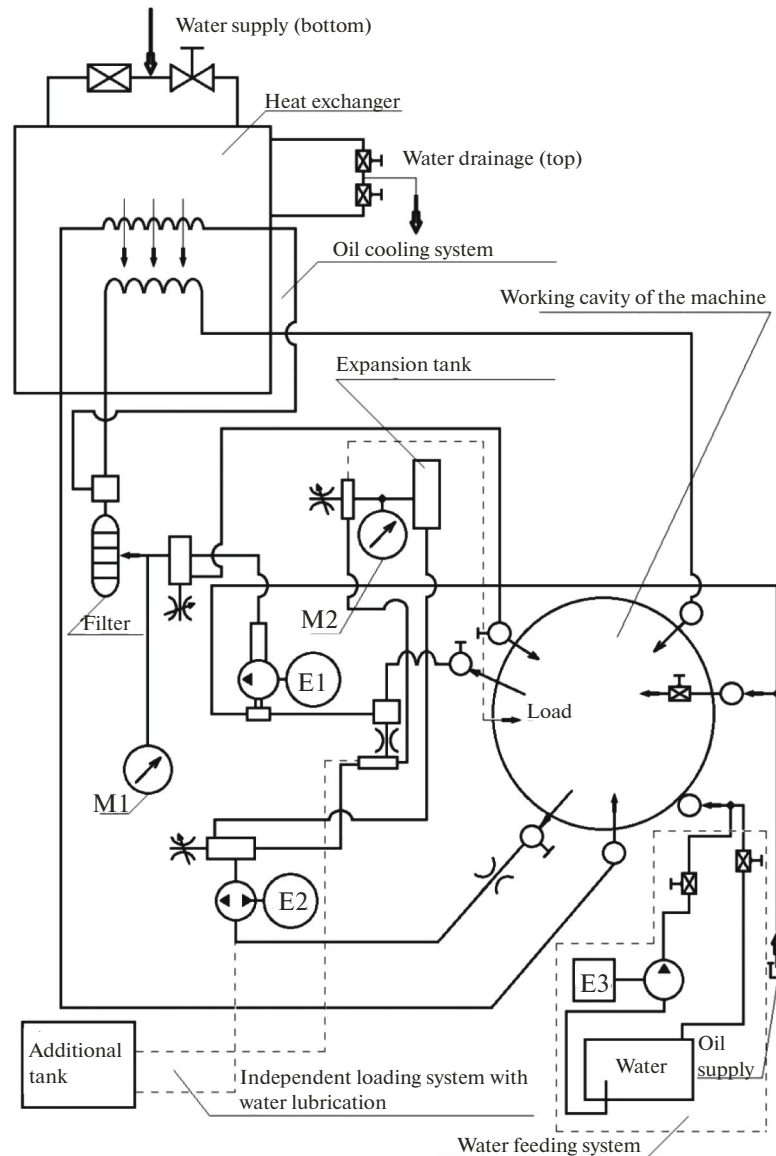 Water supply (bottom)
Heat exchanger
Water drainage (top)
Oil cooling system
Working cavity of the machine
Expansion tank
M2
Filter
E1
Load
M1
E2
E3
Additional
tank
Independent loading system with
water lubrication
Water
Oil
supply
Water feeding system